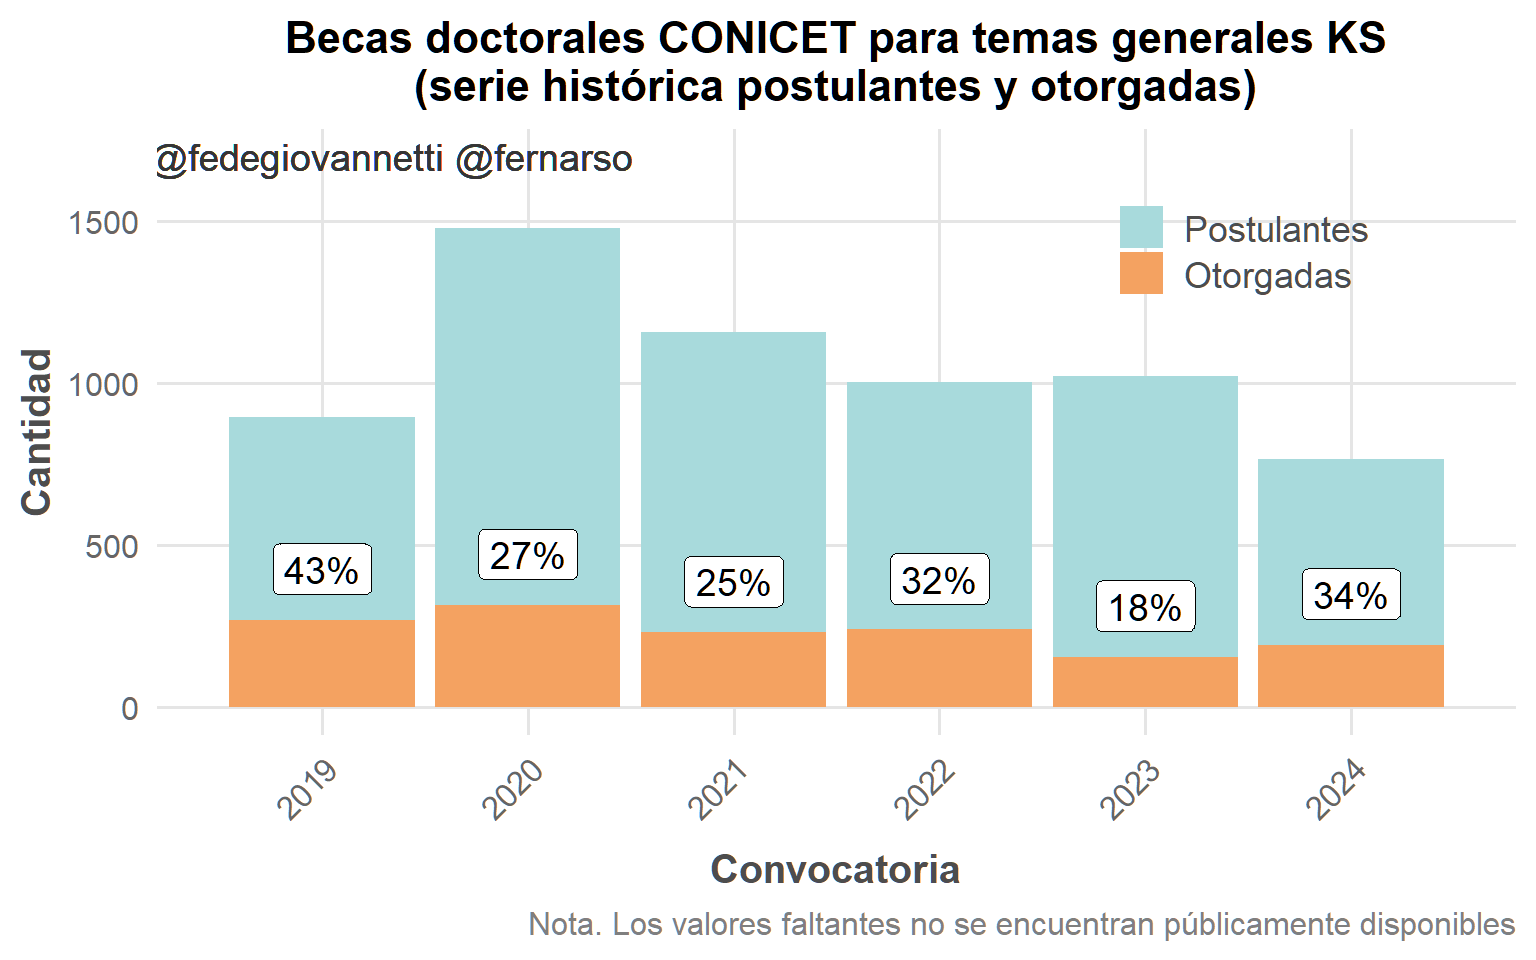 Becas doctorales CONICET para temas generales KS
(serie histórica postulantes y otorgadas)
@fedegiovannetti @fernarso
Postulantes
Otorgadas
Cantidad
1500
1000
500
0
43%
27%
25%
32%
18%
34%
2019
2020
2021
2022
2023
2024
Convocatoria
Nota. Los valores faltantes no se encuentran públicamente disponibles